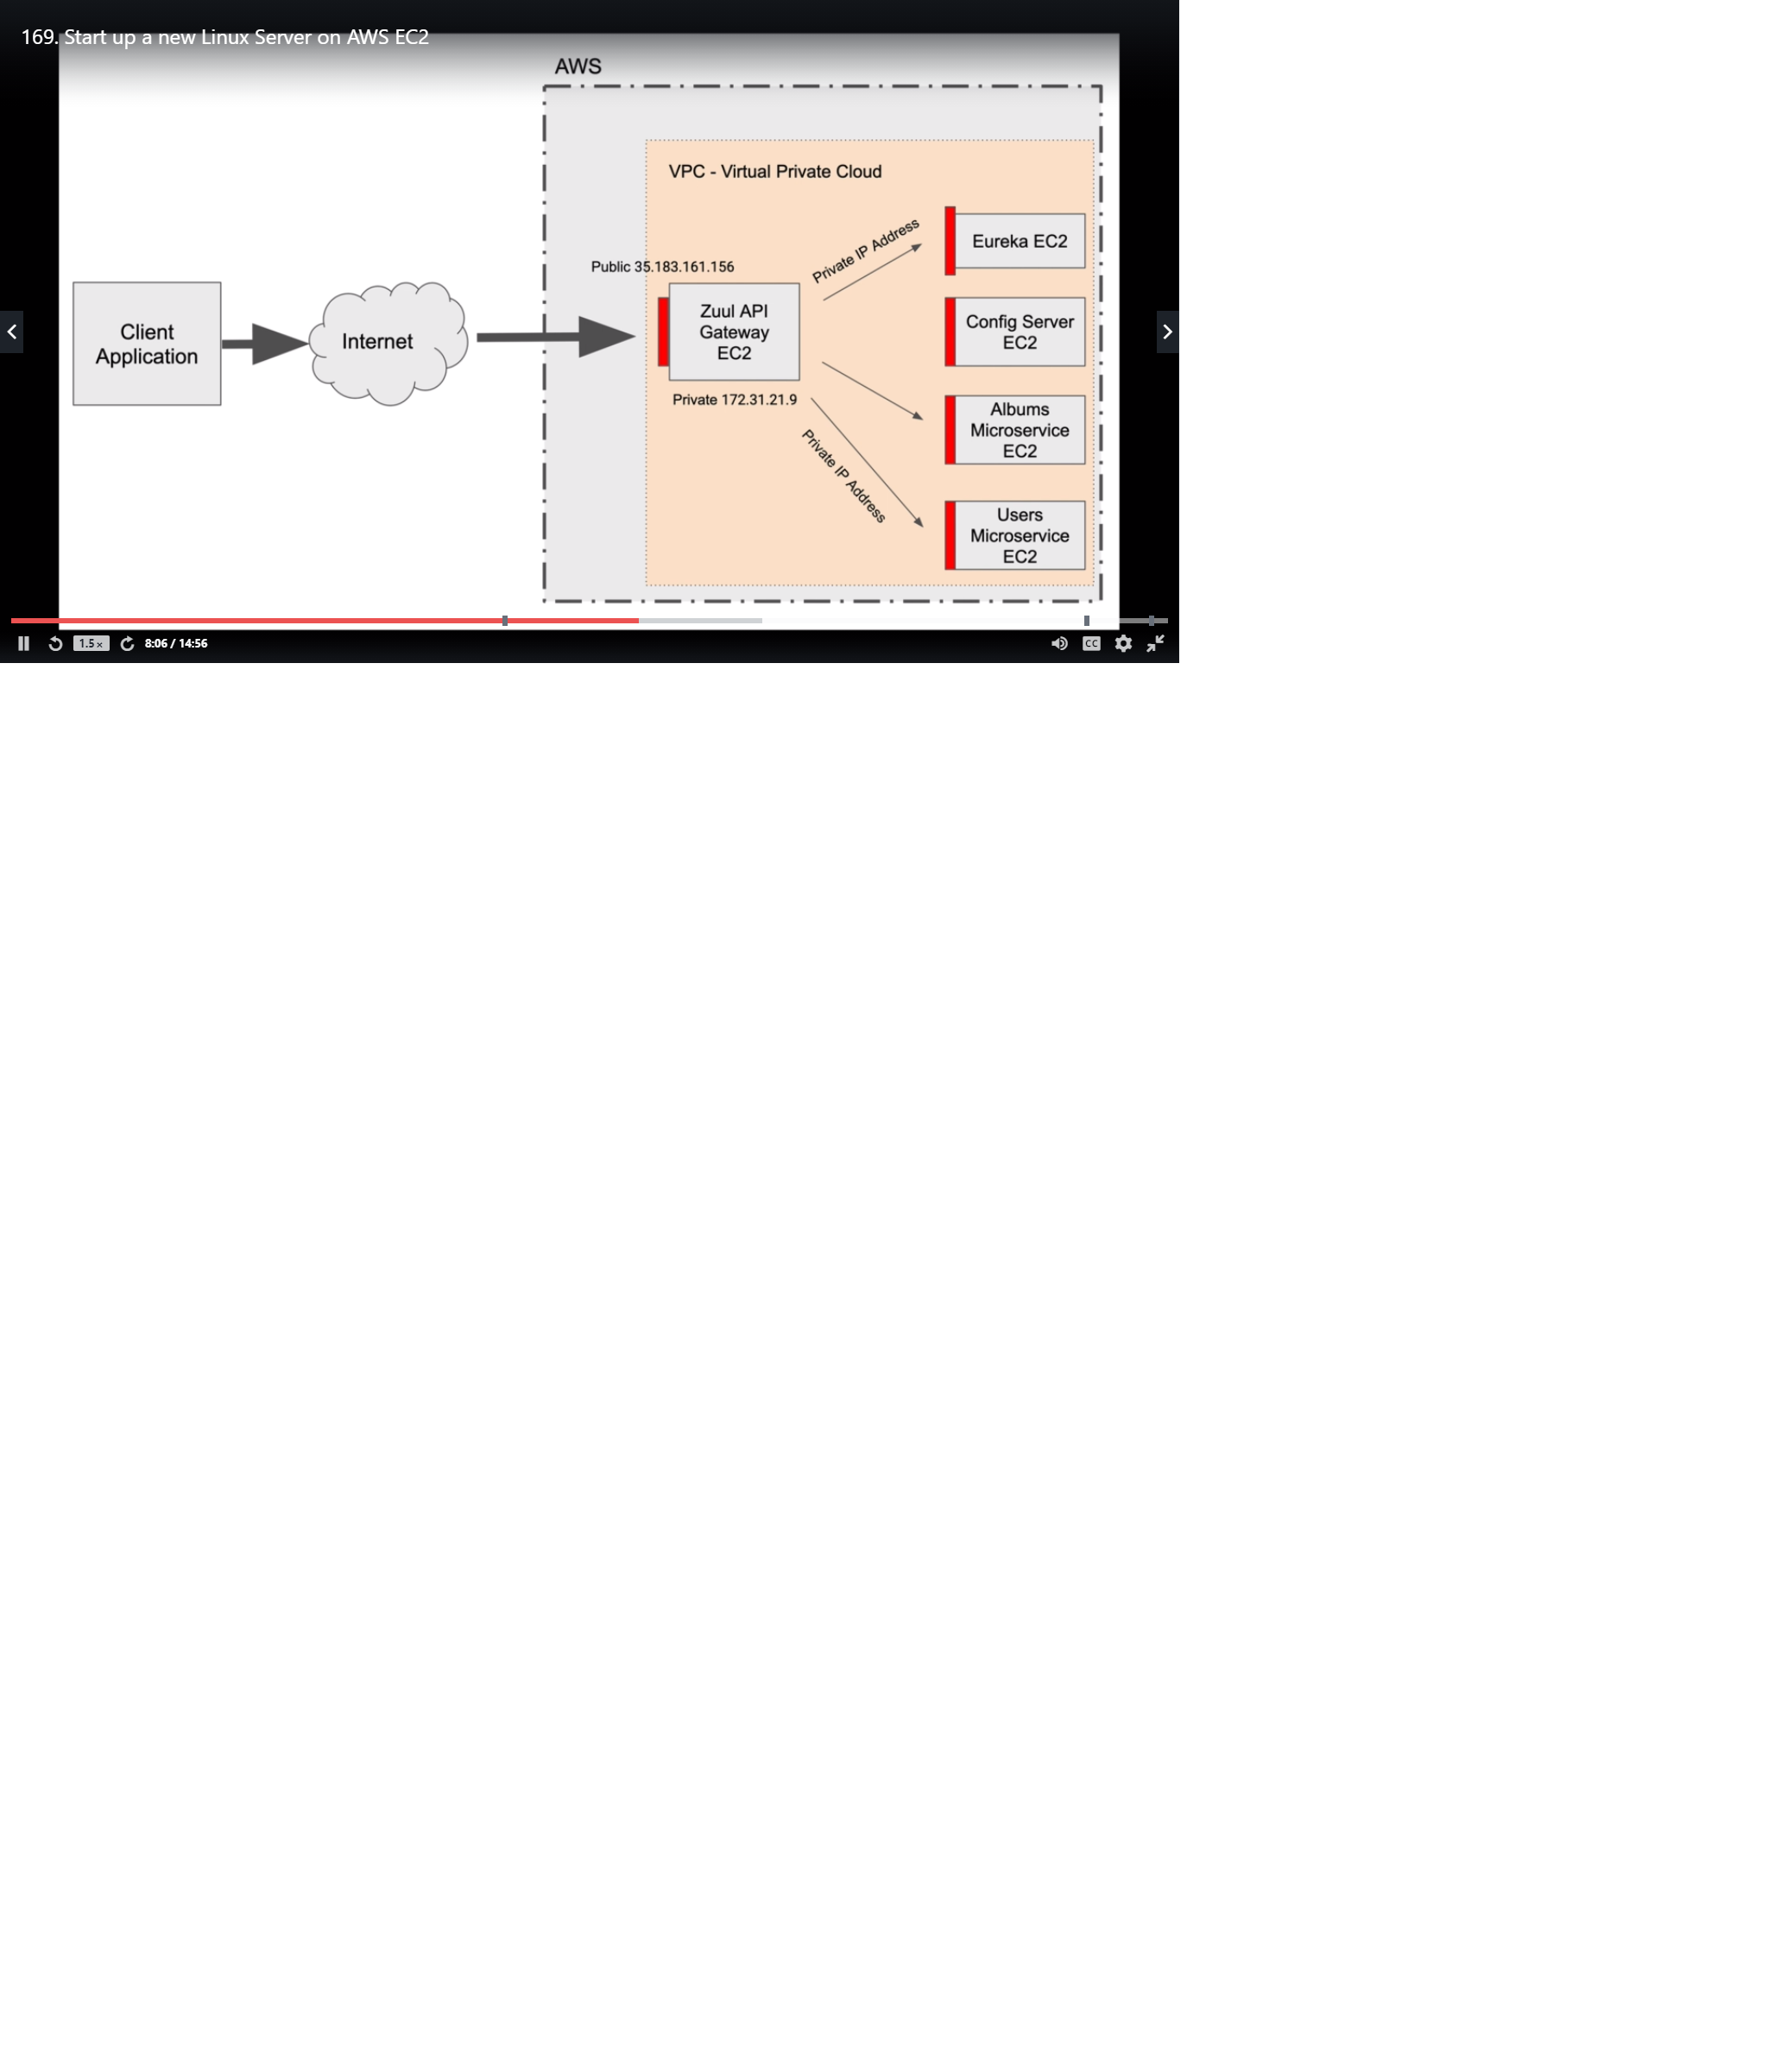 169. Start up a new Linux Server on AWS EC2
AWS
VPC - Virtual Private Cloud
Private IP Address
Eureka EC2
Public 35.183.161.156
Client
Application
Internet
Zuul API
Gateway
EC2
Config Server
EC2
Private 172.31.21.9
Albums
Microservice
EC2
Private IP Address
Users
Microservice
EC2
1.5x
8:06 / 14:56
CC